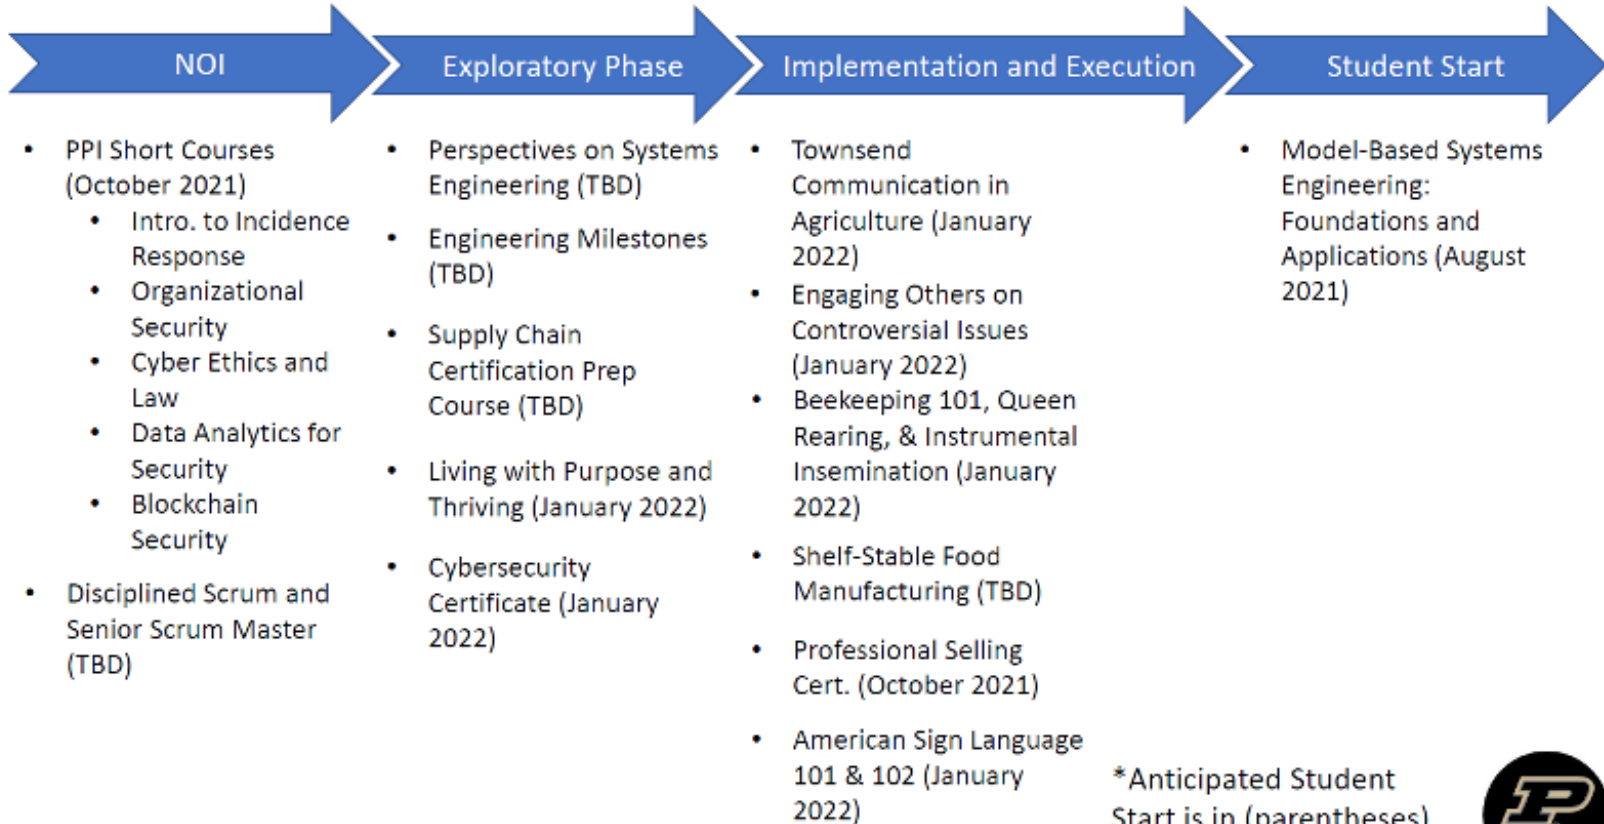 NOI
Exploratory Phase
Implementation and Execution
Student Start
• PPI Short Courses
(October 2021)
• Intro. to Incidence
Response
• Organizational
Security
• Cyber Ethics and
Law
• Data Analytics for
Security
• Blockchain
Security
• Disciplined Scrum and
Senior Scrum Master
(TBD)
• Perspectives on Systems
Engineering (TBD)
• Engineering Milestones
(TBD)
• Supply Chain
Certification Prep
Course (TBD)
• Living with Purpose and
Thriving (January 2022)
• Cybersecurity
Certificate (January
2022)
• Townsend
Communication in
Agriculture (January
2022)
• Engaging Others on
Controversial Issues
(January 2022)
• Beekeeping 101, Queen
Rearing, & Instrumental
Insemination (January
2022)
• Shelf-Stable Food
Manufacturing (TBD)
• Professional Selling
Cert. (October 2021)
• American Sign Language
101 & 102 (January
2022)
• Model-Based Systems
Engineering:
Foundations and
Applications (August
2021)
*Anticipated Student
Start is in (parentheses)
P